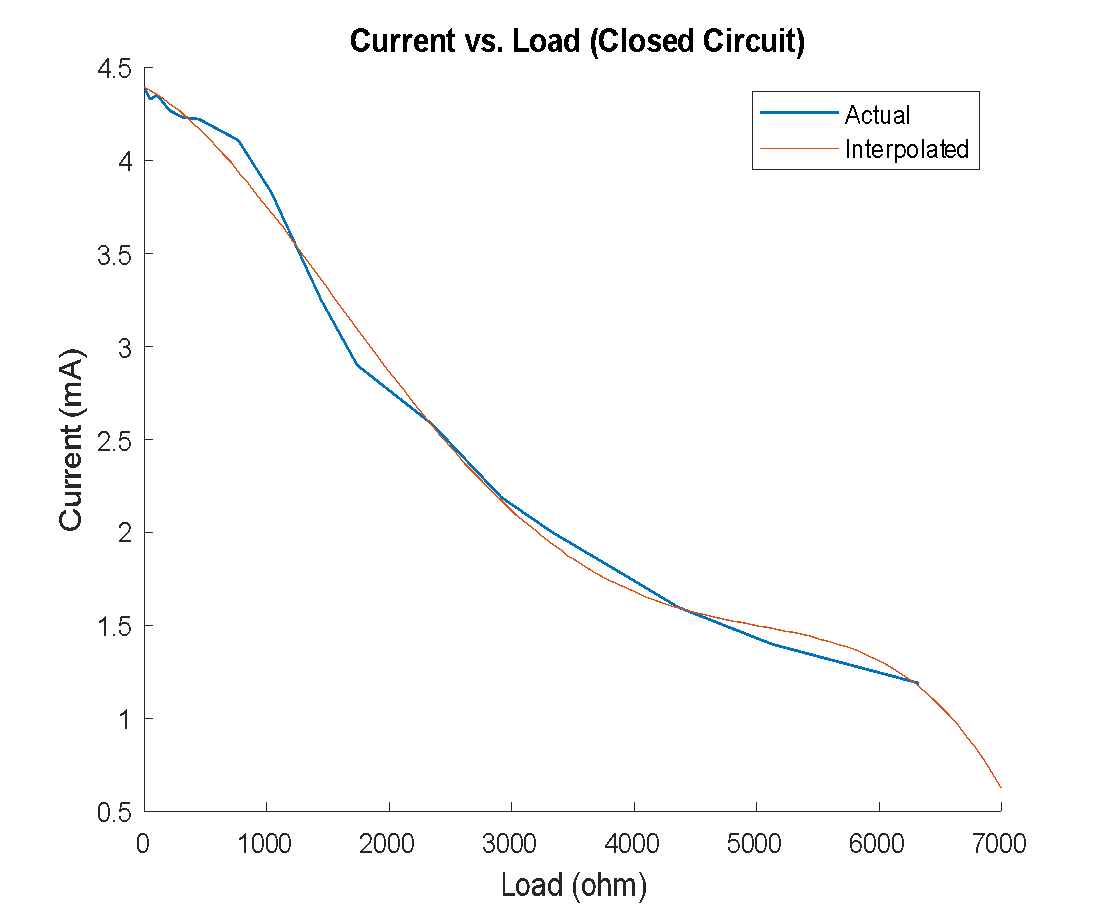 Current vs. Load (Closed Circuit)
Actual
Interpolated
4.5
4
3.5
3
2.5
2
1.5
1
0.5
Current (mA)
0 1000 2000 3000 4000 5000 6000 7000
Load (ohm)